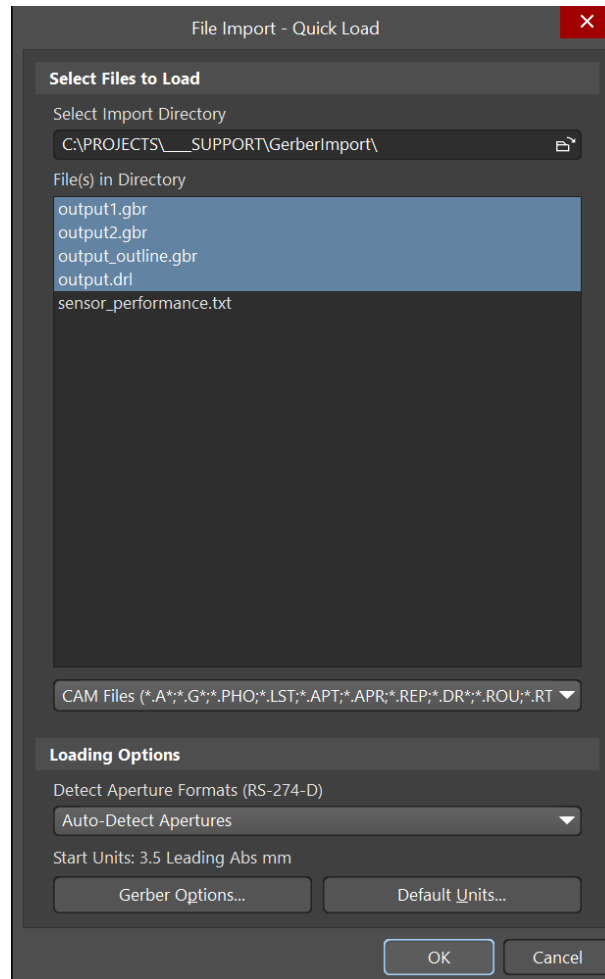 File Import - Quick Load
Select Files to Load
Select Import Directory
C:\PROJECTS\___SUPPORT\GerberImport\
File(s) in Directory
output1.gbr
output2.gbr
output_outline.gbr
output.drl
sensor_performance.txt
CAM Files (*.A*;*.G*;*.PHO;*.LST;*.APT;*.APR;*.REP;*.DR*;*.ROU;*.RT
Loading Options
Detect Aperture Formats (RS-274-D)
Auto-Detect Apertures
Start Units: 3.5 Leading Abs mm
Gerber Options... Default Units...
OK Cancel